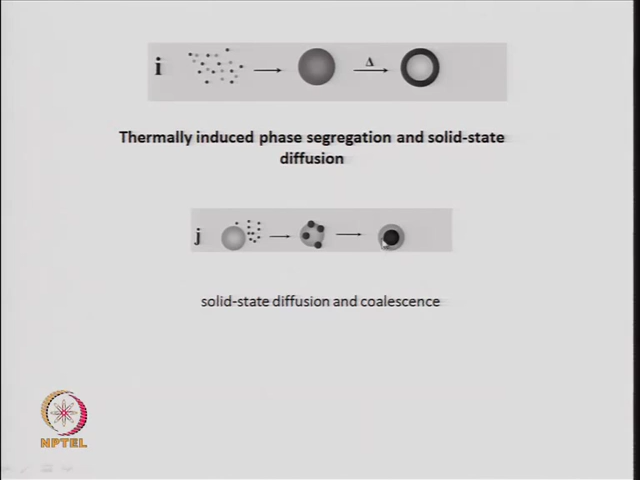 i
Δ
Thermally induced phase segregation and solid-state
diffusion
j
solid-state diffusion and coalescence
NPTEL